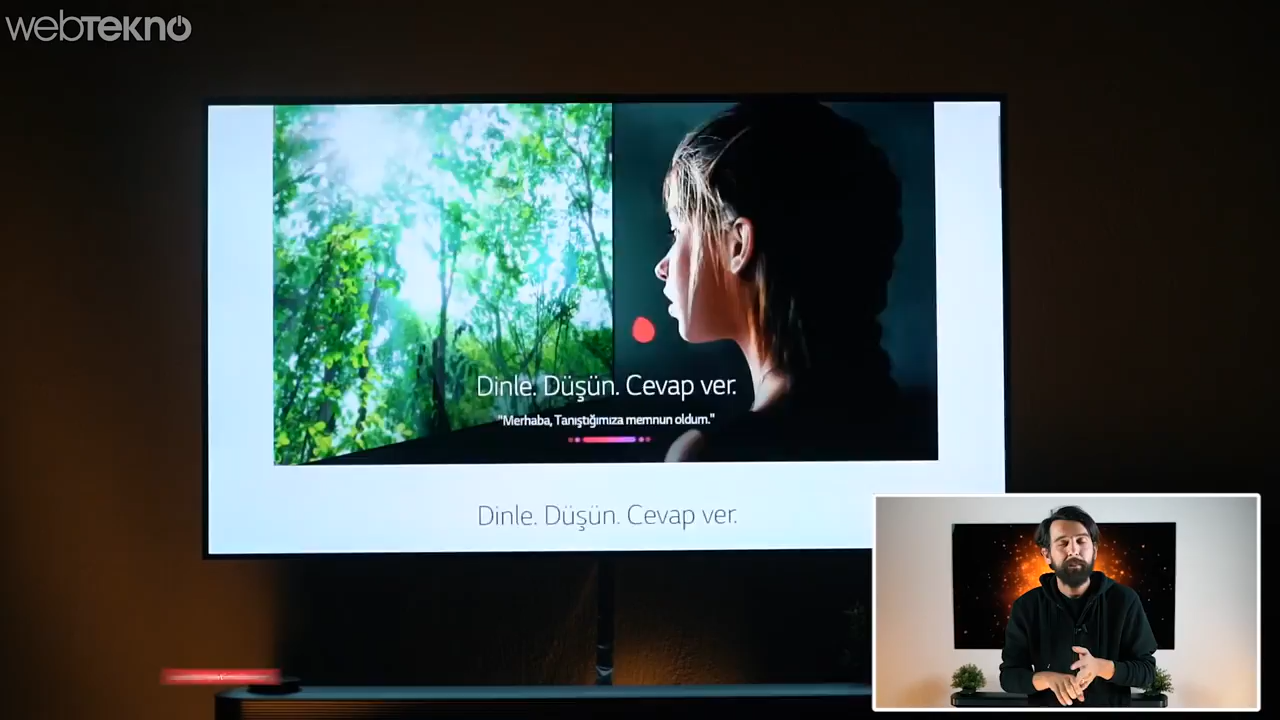 webTEKNO
Dinle. Düşün. Cevap ver.
"Merhaba, Tanıştığımıza memnun oldum."
Dinle. Düşün. Cevap ver.